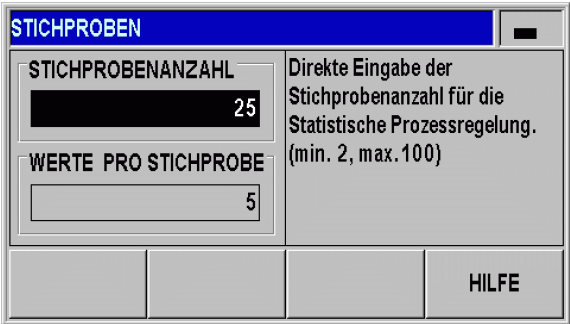 STICHPROBEN
STICHPROBENANZAHL
25
WERTE PRO STICHPROBE
5
Direkte Eingabe der
Stichprobenanzahl für die
Statistische Prozessregelung.
(min. 2, max.100)
HILFE